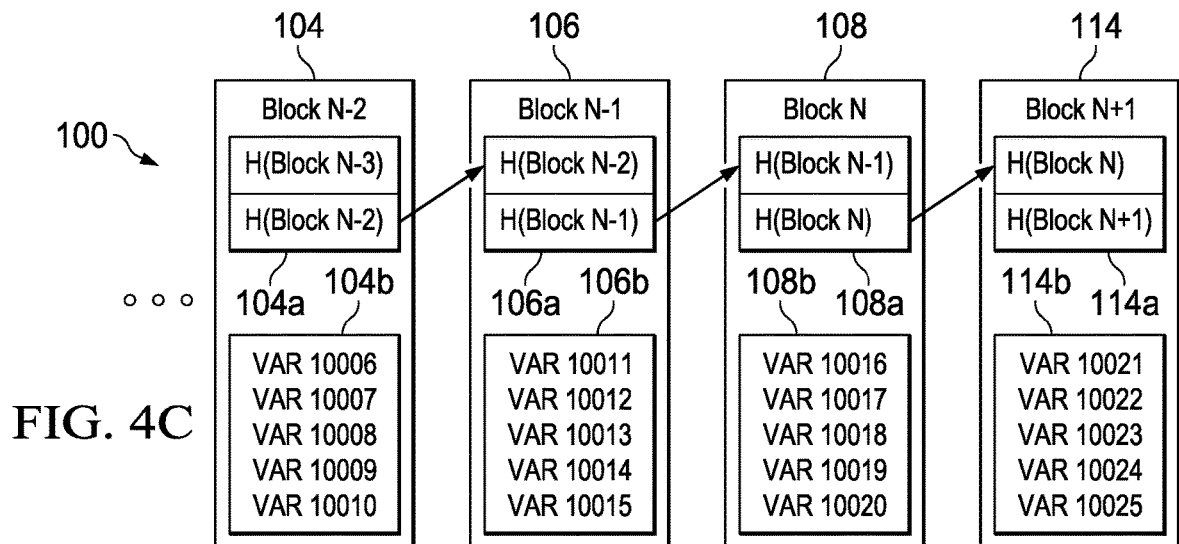 104 106 108 114
Block N-2 Block N-1 Block N Block N+1
100
H(Block N-3) H(Block N-2) H(Block N-1) H(Block N)
H(Block N-2) H(Block N-1) H(Block N) H(Block N+1)
104a 104b 106a 106b 108b 108a 114b 114a
VAR 10006 VAR 10011 VAR 10016 VAR 10021
VAR 10007 VAR 10012 VAR 10017 VAR 10022
FIG. 4C
VAR 10008 VAR 10013 VAR 10018 VAR 10023
VAR 10009 VAR 10014 VAR 10019 VAR 10024
VAR 10010 VAR 10015 VAR 10020 VAR 10025